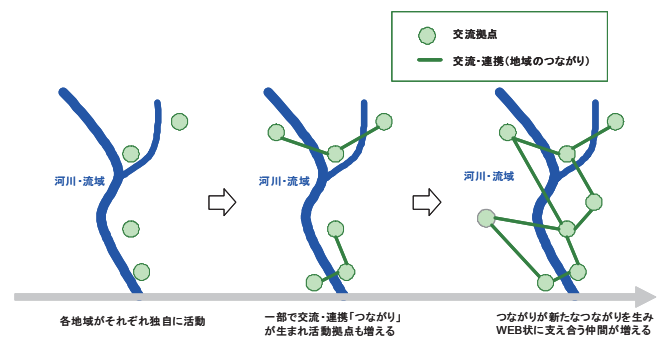 交流拠点
交流・連携(地域のつながり)
河川・流域
河川・流域
河川・流域
各地域がそれぞれ独自に活動
一部で交流・連携「つながり」
が生まれ活動拠点も増える
つながりが新たなつながりを生み
WEB状に支え合う仲間が増える